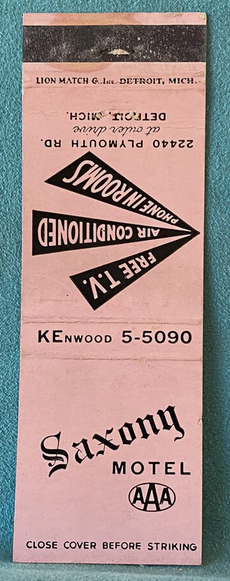 LION MATCH C., INC. DETROIT, MICH.
FREE T.V.
AIR CONDITIONED
PHONE IN ROOMS
22440 PLYMOUTH RD.
at outer drive
DETROIT, MICH.
KENWOOD 5-5090
Saxony
MOTEL
AAA
CLOSE COVER BEFORE STRIKING